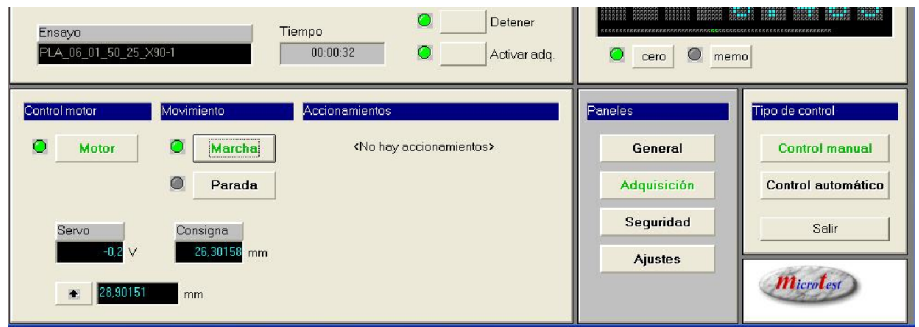 Ensayo
PLA_06_01_50_25_X90-1
Tiempo
00:00:32
Detener
Activar adq.
cero
memo
Control motor
Motor
Movimiento
Marcha
Parada
Accionamientos
<No hay accionamientos>
Servo
-0,2 V
Consigna
26,30158 mm
28,90151 mm
Paneles
General
Adquisición
Seguridad
Ajustes
Tipo de control
Control manual
Control automático
Salir
Microtest